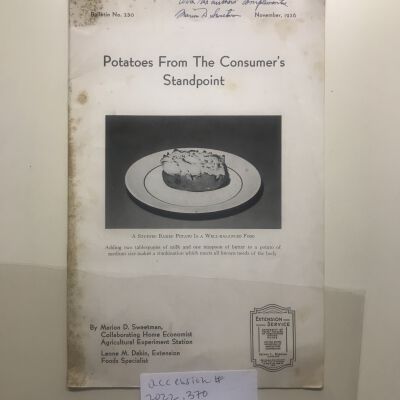 With the author's compliments
Marion D. Sweetman
Bulletin No. 230
November, 1936
Potatoes From The Consumer's
Standpoint
A Stuffed Baked Potato Is a Well-balanced Food
Adding two tablespoons of milk and one teaspoon of butter to a potato of
medium size makes a combination which meets all known needs of the body
By Marion D. Sweetman,
Collaborating Home Economist
Agricultural Experiment Station
Leone M. Dakin, Extension
Foods Specialist
Extension
Service
accession #
2022.370